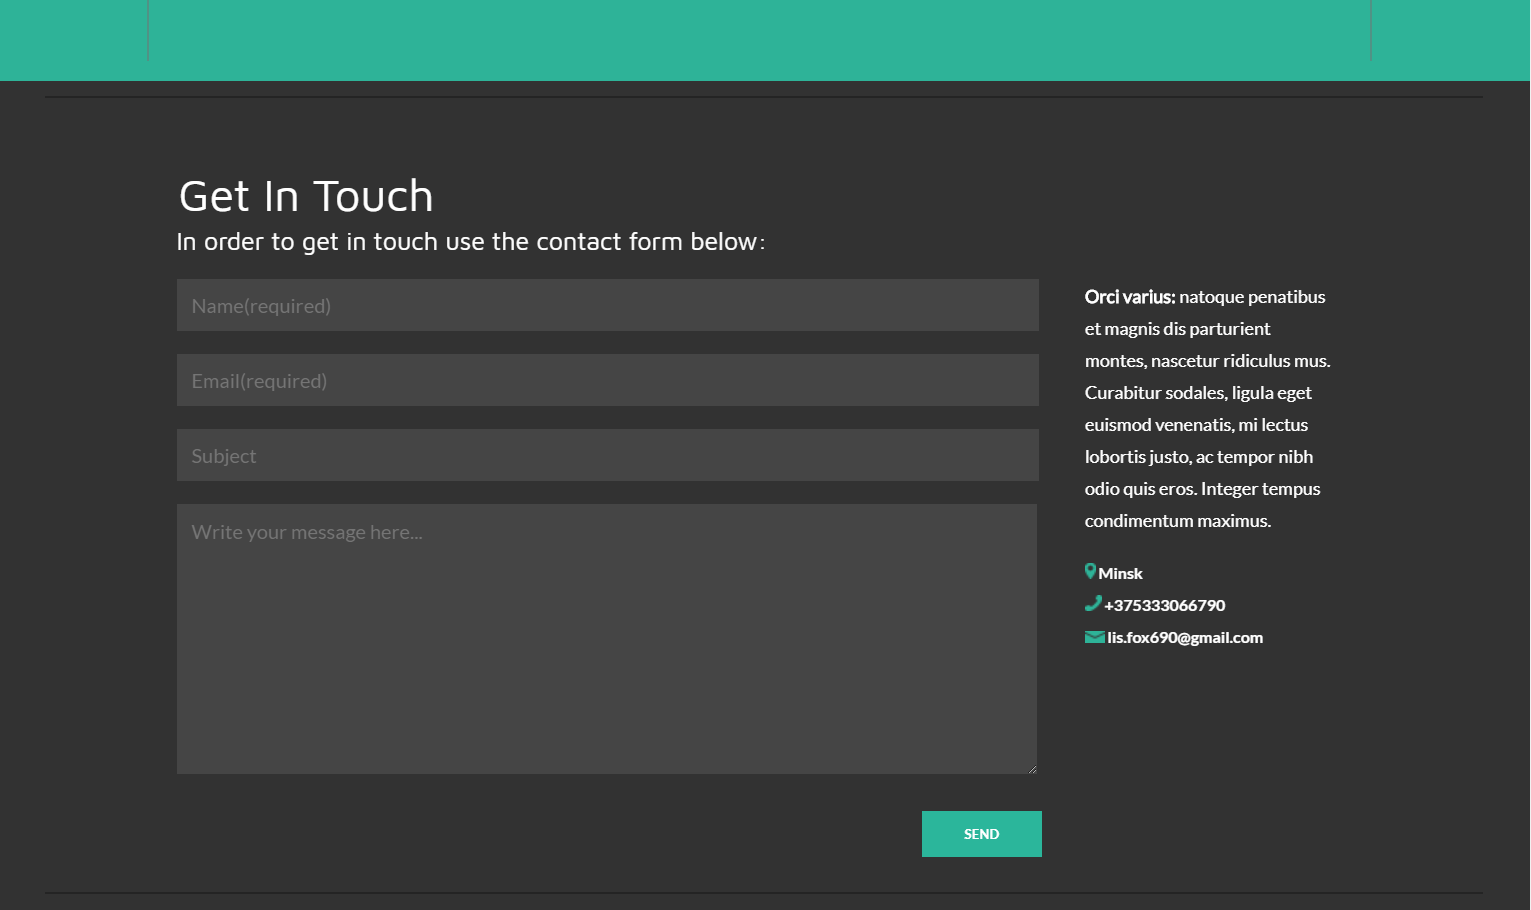 Get In Touch
In order to get in touch use the contact form below:
Name(required)
Email(required)
Subject
Write your message here...
SEND
Orci varius: natoque penatibus
et magnis dis parturient
montes, nascetur ridiculus mus.
Curabitur sodales, ligula eget
euismod venenatis, mi lectus
lobortis justo, ac tempor nibh
odio quis eros. Integer tempus
condimentum maximus.
Minsk
+375333066790
lis.fox690@gmail.com